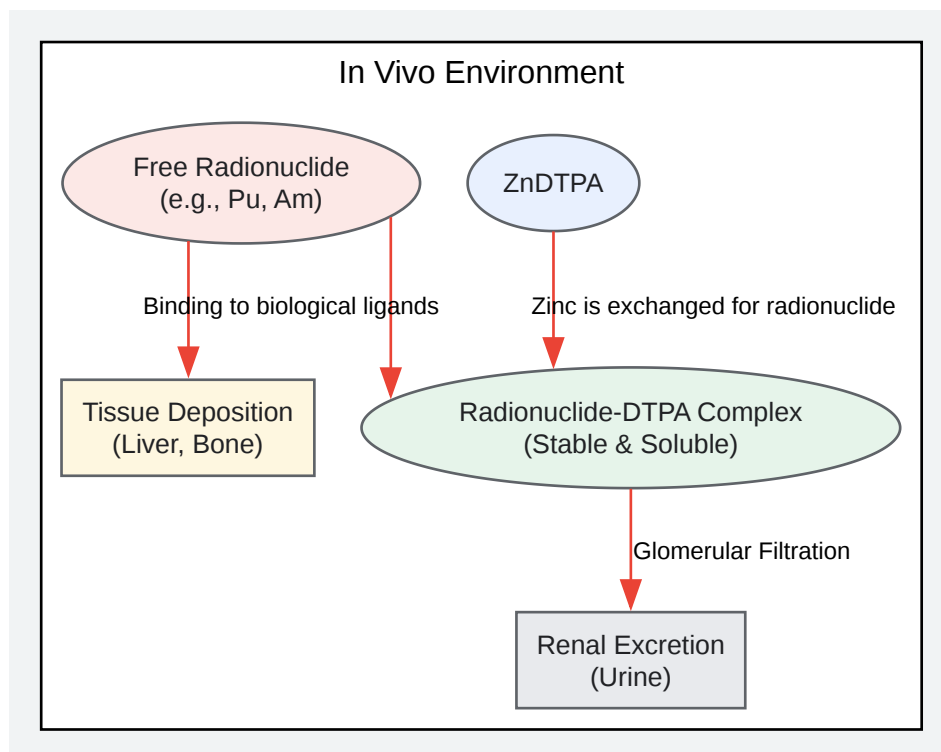 In Vivo Environment
Free Radionuclide
(e.g., Pu, Am)
ZnDTPA
Binding to biological ligands
Zinc is exchanged for radionuclide
Tissue Deposition
(Liver, Bone)
Radionuclide-DTPA Complex
(Stable & Soluble)
Glomerular Filtration
Renal Excretion
(Urine)